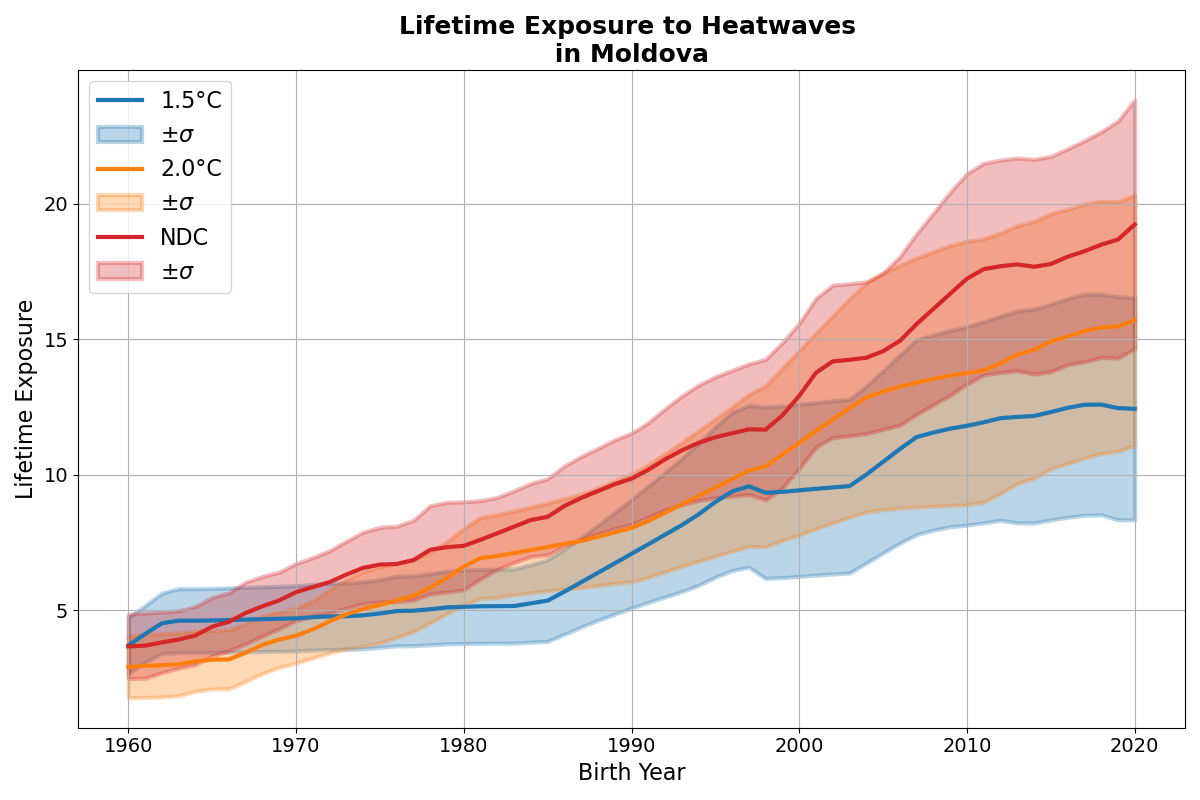 Lifetime Exposure to Heatwaves
in Moldova
1.5°C
±σ
2.0°C
±σ
NDC
±σ
Lifetime Exposure
20
15
10
5
1960
1970
1980
1990
2000
2010
2020
Birth Year